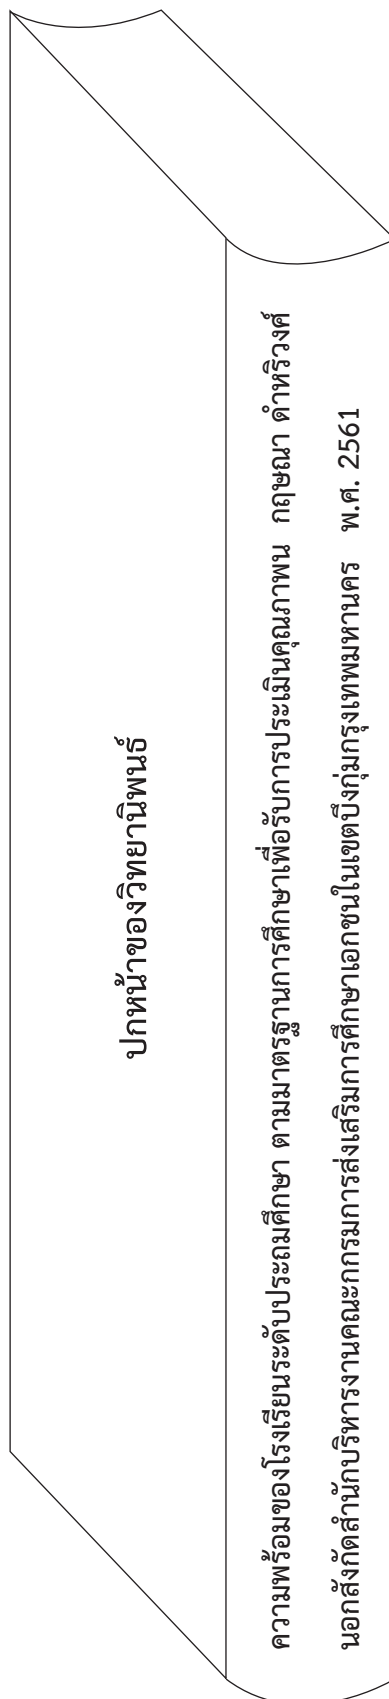 ปกหน้าของวิทยานิพนธ์
ความพร้อมของโรงเรียนระดับประถมศึกษา ตามมาตรฐานการศึกษาเพื่อรับการประเมินคุณภาพน กฤษณา ดำหริวงศ์
นอกสังกัดสำนักบริหารงานคณะกกรมการส่งเสริมการศึกษาเอกชนในเขตบึงกุ่มกรุงเทพมหานคร พ.ศ. 2561